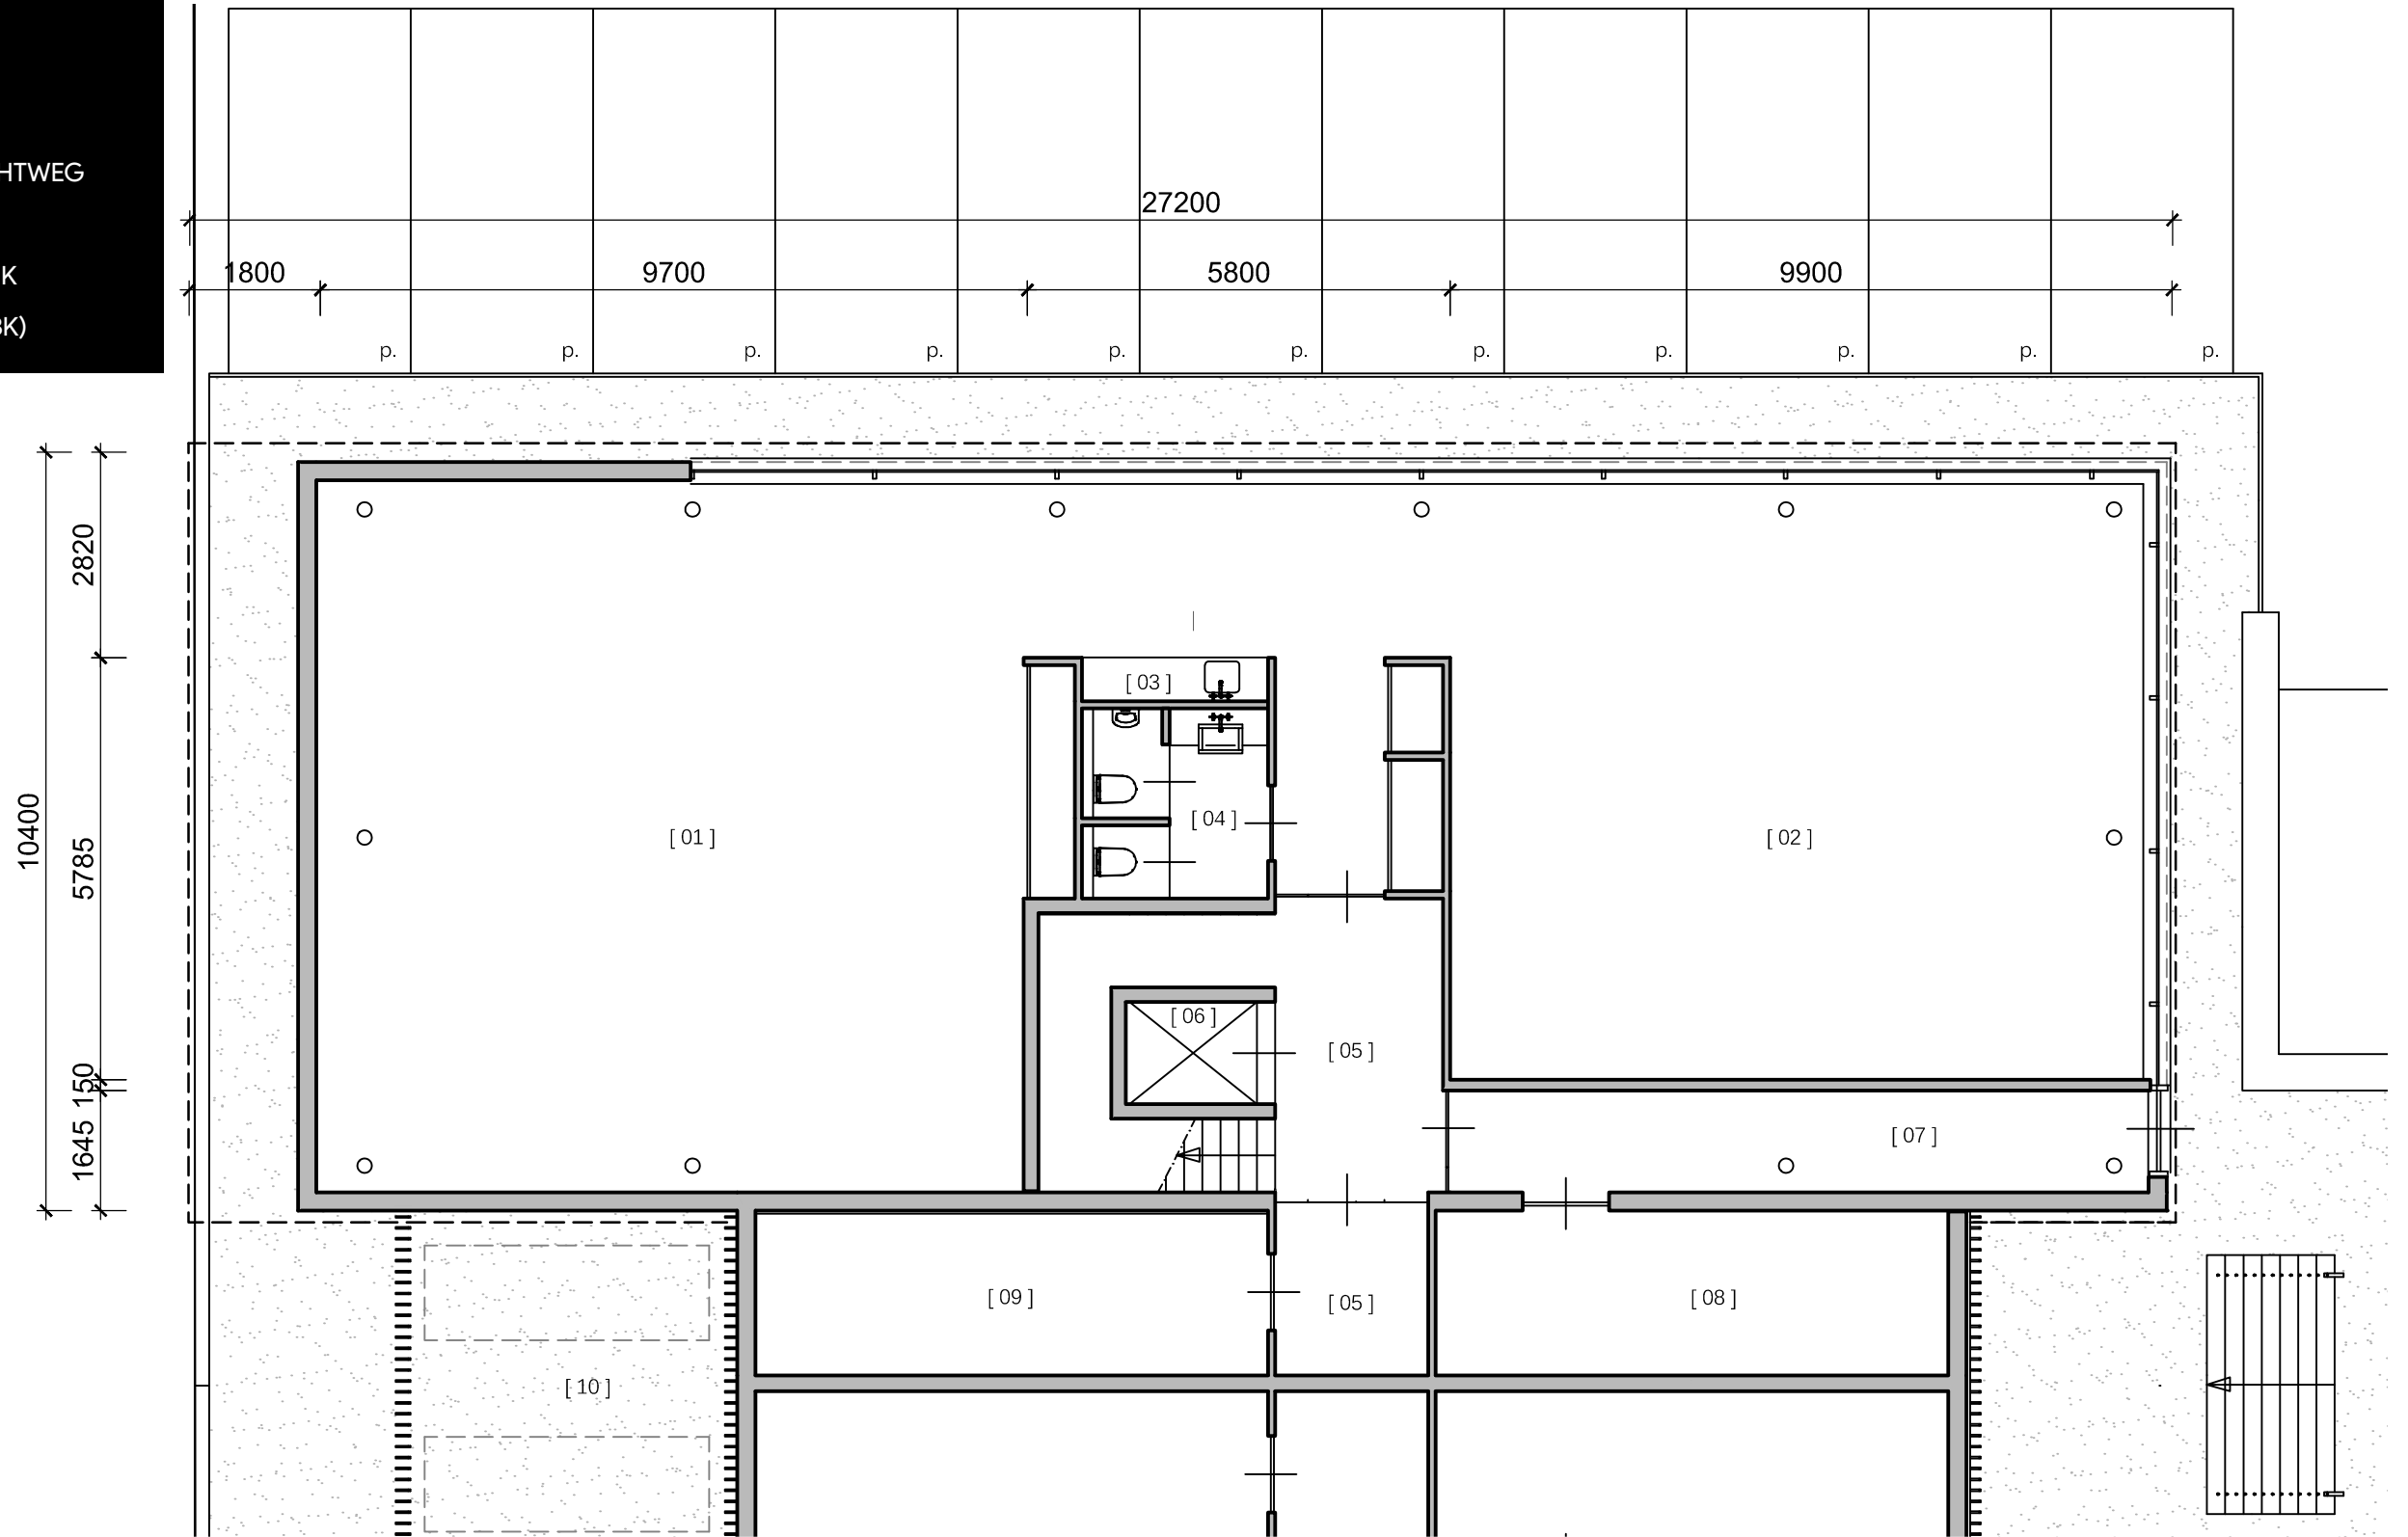 HTWEG
K
3K)
27200
1800 9700 5800 9900
p. p. p. p. p. p. p. p. p. p. p.
2820
10400
5785
150
1645
[ 03 ]
[ 04 ]
[ 01 ]
[ 02 ]
[ 06 ]
[ 05 ]
[ 07 ]
[ 09 ]
[ 05 ]
[ 08 ]
[ 10 ]